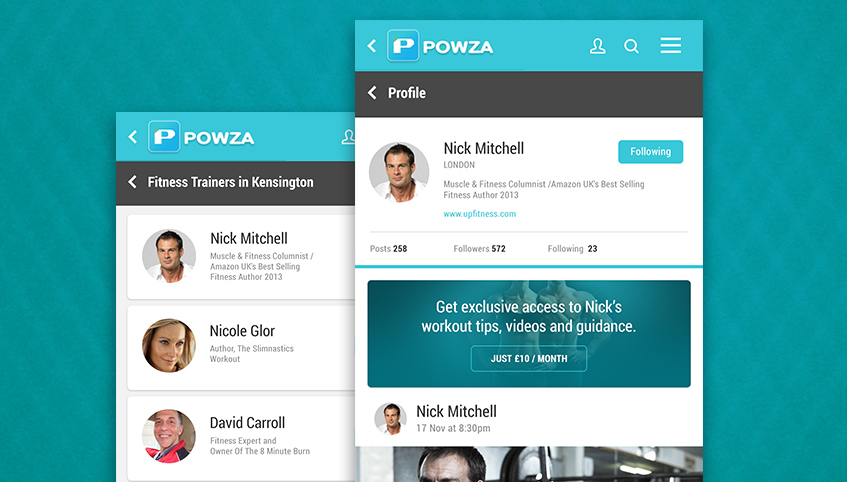 P POWZA
Fitness Trainers in Kensington
Nick Mitchell
Muscle & Fitness Columnist /
Amazon UK's Best Selling
Fitness Author 2013
Nicole Glor
Author, The Slimnastics
Workout
David Carroll
Fitness Expert and
Owner Of The 8 Minute Burn
P POWZA
Profile
Nick Mitchell
LONDON
Following
Muscle & Fitness Columnist /Amazon UK's Best Selling
Fitness Author 2013
www.upfitness.com
Posts 258 Followers 572 Following 23
Get exclusive access to Nick's
workout tips, videos and guidance.
JUST £10 / MONTH
Nick Mitchell
17 Nov at 8:30pm